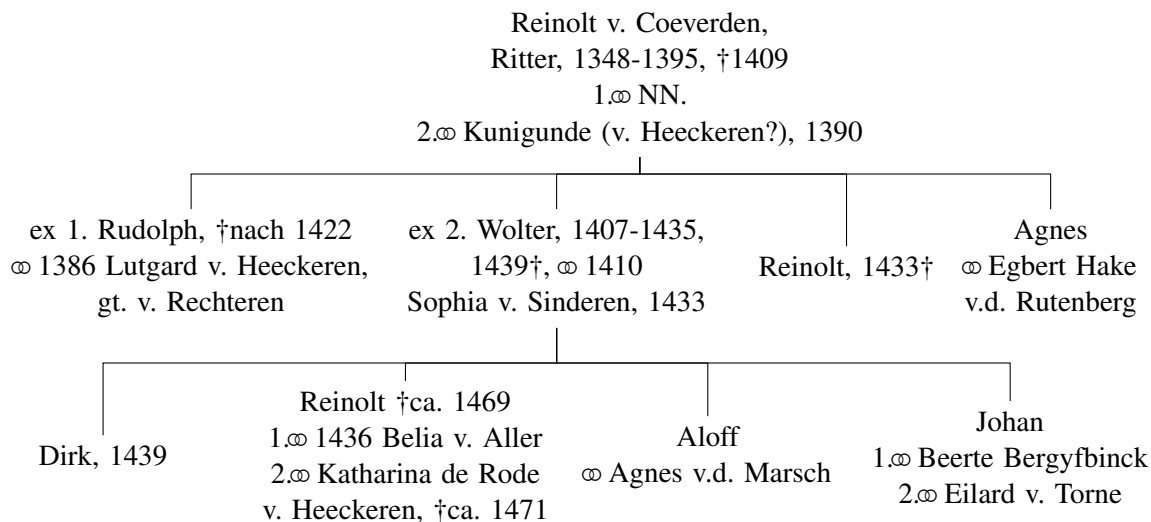 Reinolt v. Coeverden,
Ritter, 1348-1395, †1409
1.⚭ NN.
2.⚭ Kunigunde (v. Heeckeren?), 1390
ex 1. Rudolph, †nach 1422
⚭ 1386 Lutgard v. Heeckeren,
gt. v. Rechteren
ex 2. Wolter, 1407-1435,
1439†, ⚭ 1410
Sophia v. Sinderen, 1433
Reinolt, 1433†
Agnes
⚭ Egbert Hake
v.d. Rutenberg
Dirk, 1439
Reinolt †ca. 1469
1.⚭ 1436 Belia v. Aller
2.⚭ Katharina de Rode
v. Heeckeren, †ca. 1471
Aloff
⚭ Agnes v.d. Marsch
Johan
1.⚭ Beerte Bergyfbinck
2.⚭ Eilard v. Torne